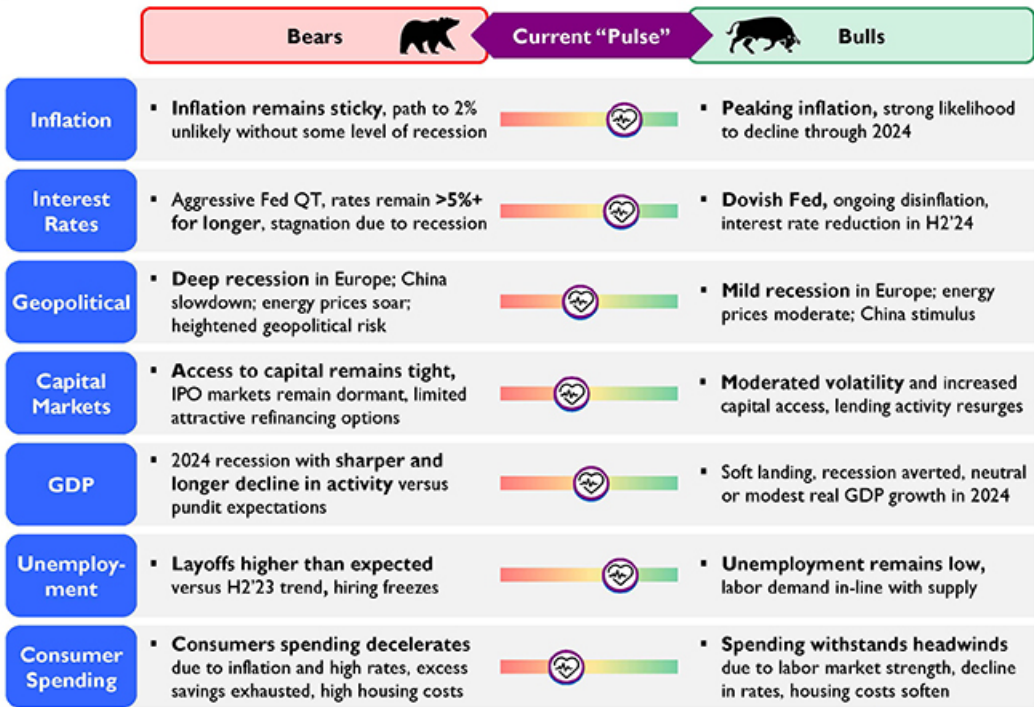 Bears
Current “Pulse”
Bulls
Inflation
▪ Inflation remains sticky, path to 2%
unlikely without some level of recession
▪ Peaking inflation, strong likelihood
to decline through 2024
Interest
Rates
▪ Aggressive Fed QT, rates remain >5%+
for longer, stagnation due to recession
▪ Dovish Fed, ongoing disinflation,
interest rate reduction in H2’24
Geopolitical
▪ Deep recession in Europe; China
slowdown; energy prices soar;
heightened geopolitical risk
▪ Mild recession in Europe; energy
prices moderate; China stimulus
Capital
Markets
▪ Access to capital remains tight,
IPO markets remain dormant, limited
attractive refinancing options
▪ Moderated volatility and increased
capital access, lending activity resurges
GDP
▪ 2024 recession with sharper and
longer decline in activity versus
pundit expectations
▪ Soft landing, recession averted, neutral
or modest real GDP growth in 2024
Unemploy-
ment
▪ Layoffs higher than expected
versus H2’23 trend, hiring freezes
▪ Unemployment remains low,
labor demand in-line with supply
Consumer
Spending
▪ Consumers spending decelerates
due to inflation and high rates, excess
savings exhausted, high housing costs
▪ Spending withstands headwinds
due to labor market strength, decline
in rates, housing costs soften